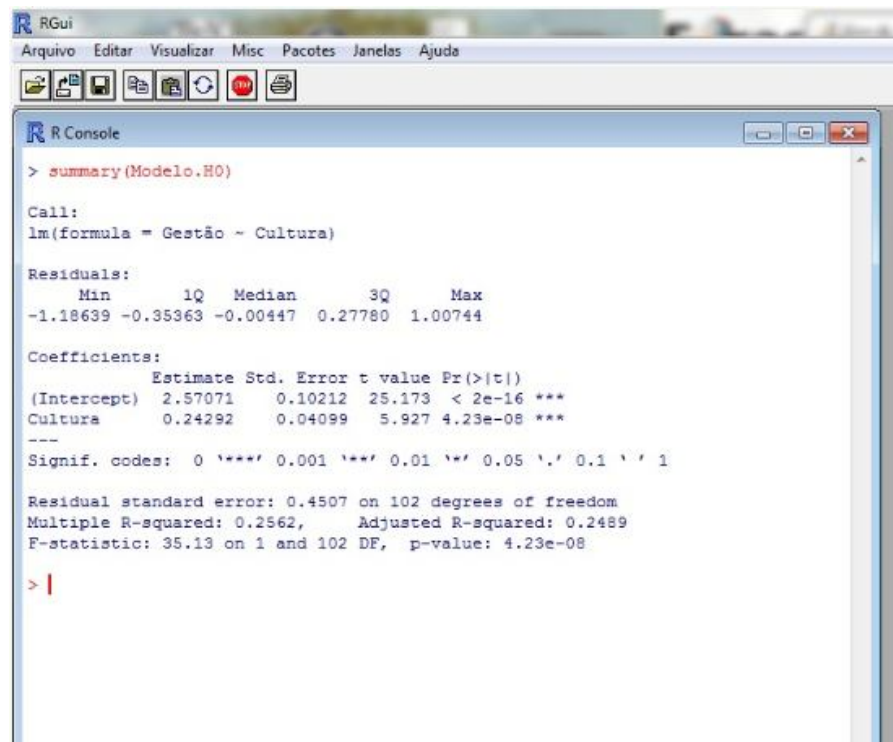 RGui
Arquivo Editar Visualizar Misc Pacotes Janelas Ajuda
STOP
R Console
> summary(Modelo.H0)
Call:
lm(formula = Gestão ~ Cultura)
Residuals:
Min 1Q Median 3Q Max
-1.18639 -0.35363 -0.00447 0.27780 1.00744
Coefficients:
Estimate Std. Error t value Pr(>|t|)
(Intercept) 2.57071 0.10212 25.173 < 2e-16 ***
Cultura 0.24292 0.04099 5.927 4.23e-08 ***
---
Signif. codes: 0 ‘***’ 0.001 ‘**’ 0.01 ‘*’ 0.05 ‘.’ 0.1 ‘ ’ 1
Residual standard error: 0.4507 on 102 degrees of freedom
Multiple R-squared: 0.2562, Adjusted R-squared: 0.2489
F-statistic: 35.13 on 1 and 102 DF, p-value: 4.23e-08
>